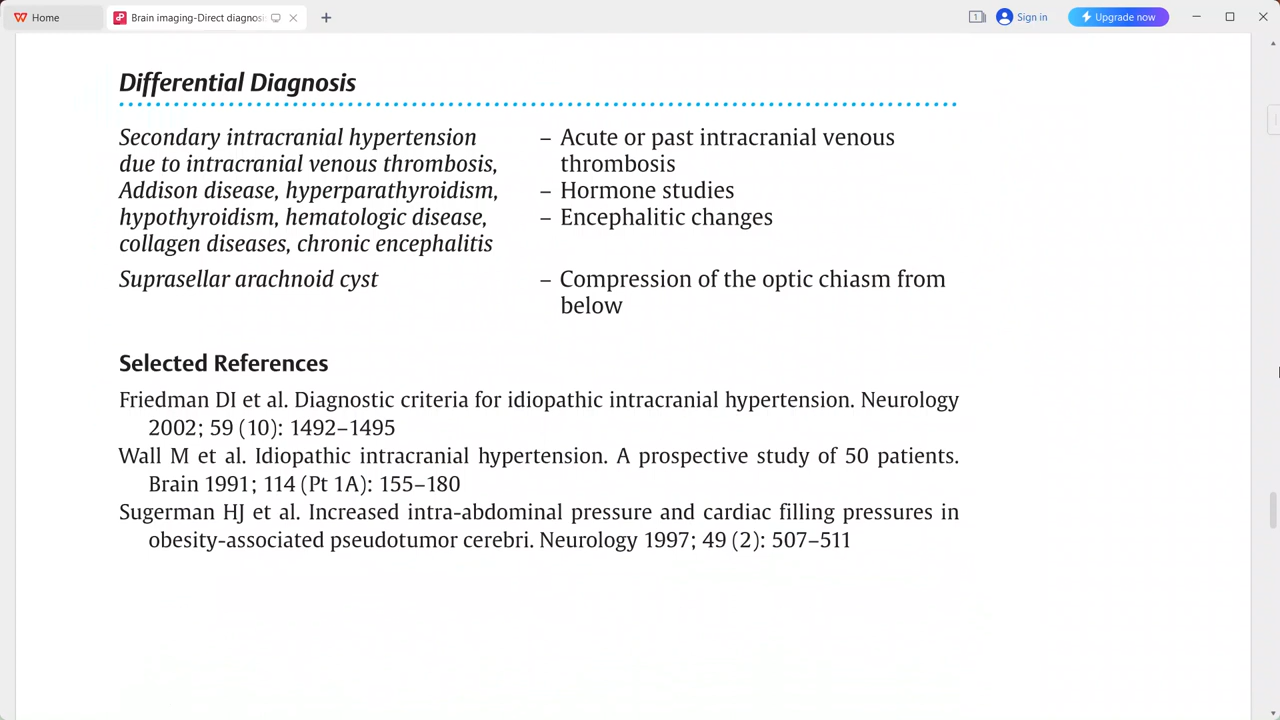 Home
Brain imaging-Direct diagnosi
1
Sign in
Upgrade now
Differential Diagnosis
Secondary intracranial hypertension
due to intracranial venous thrombosis,
Addison disease, hyperparathyroidism,
hypothyroidism, hematologic disease,
collagen diseases, chronic encephalitis
– Acute or past intracranial venous
thrombosis
– Hormone studies
– Encephalitic changes
Suprasellar arachnoid cyst
– Compression of the optic chiasm from
below
Selected References
Friedman DI et al. Diagnostic criteria for idiopathic intracranial hypertension. Neurology
2002; 59 (10): 1492–1495
Wall M et al. Idiopathic intracranial hypertension. A prospective study of 50 patients.
Brain 1991; 114 (Pt 1A): 155–180
Sugerman HJ et al. Increased intra-abdominal pressure and cardiac filling pressures in
obesity-associated pseudotumor cerebri. Neurology 1997; 49 (2): 507–511